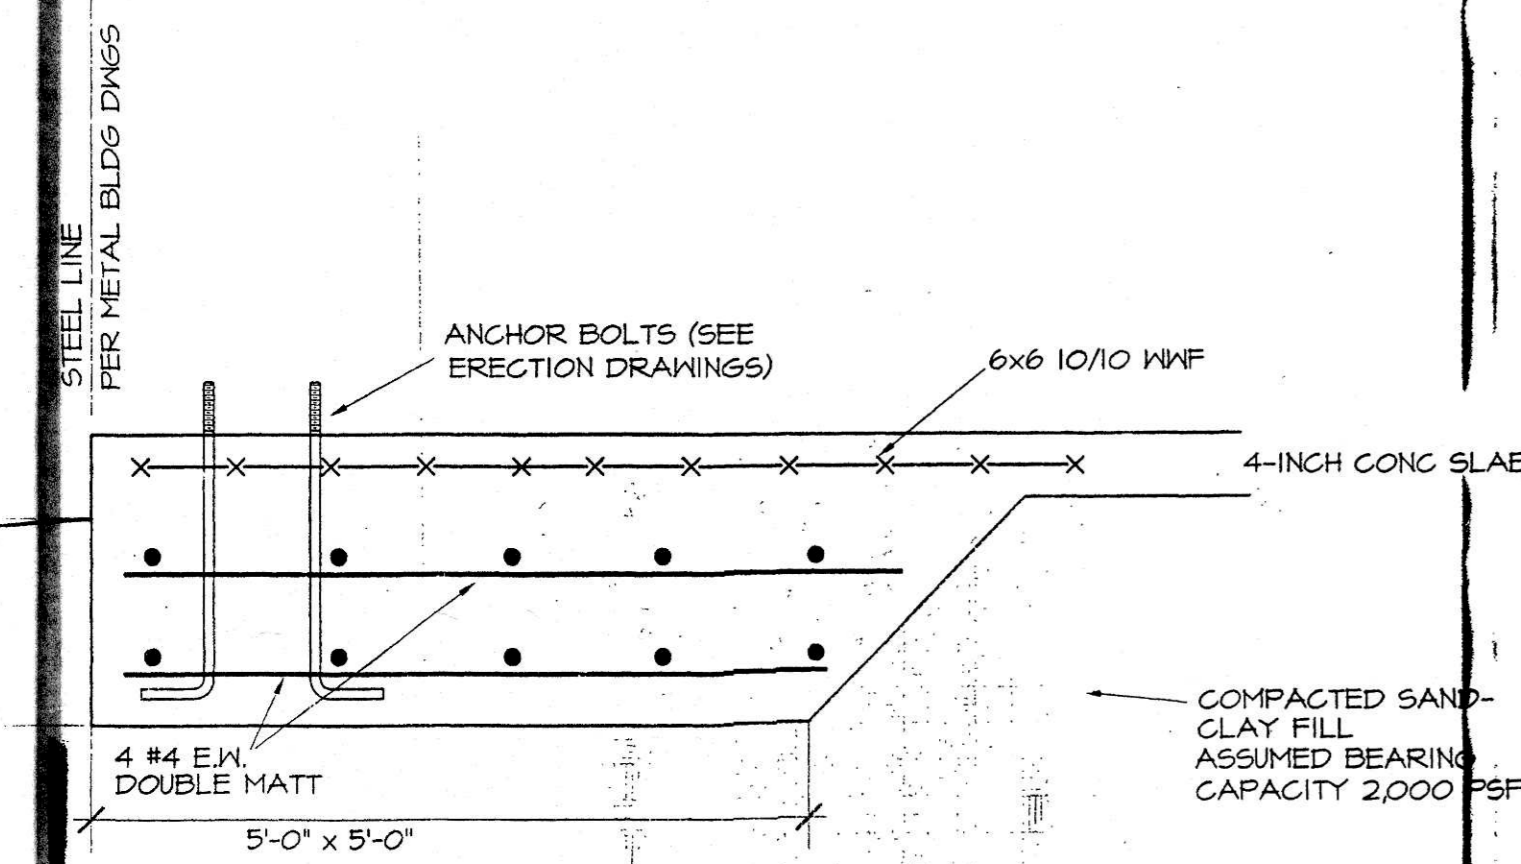 STEEL LINE
PER METAL BLDG DWGS
ANCHOR BOLTS (SEE
ERECTION DRAWINGS)
6x6 10/10 WWF
4-INCH CONC SLAB
COMPACTED SAND-
CLAY FILL
ASSUMED BEARING
CAPACITY 2,000 PSF
4 #4 E.W.
DOUBLE MATT
5'-0" x 5'-0"